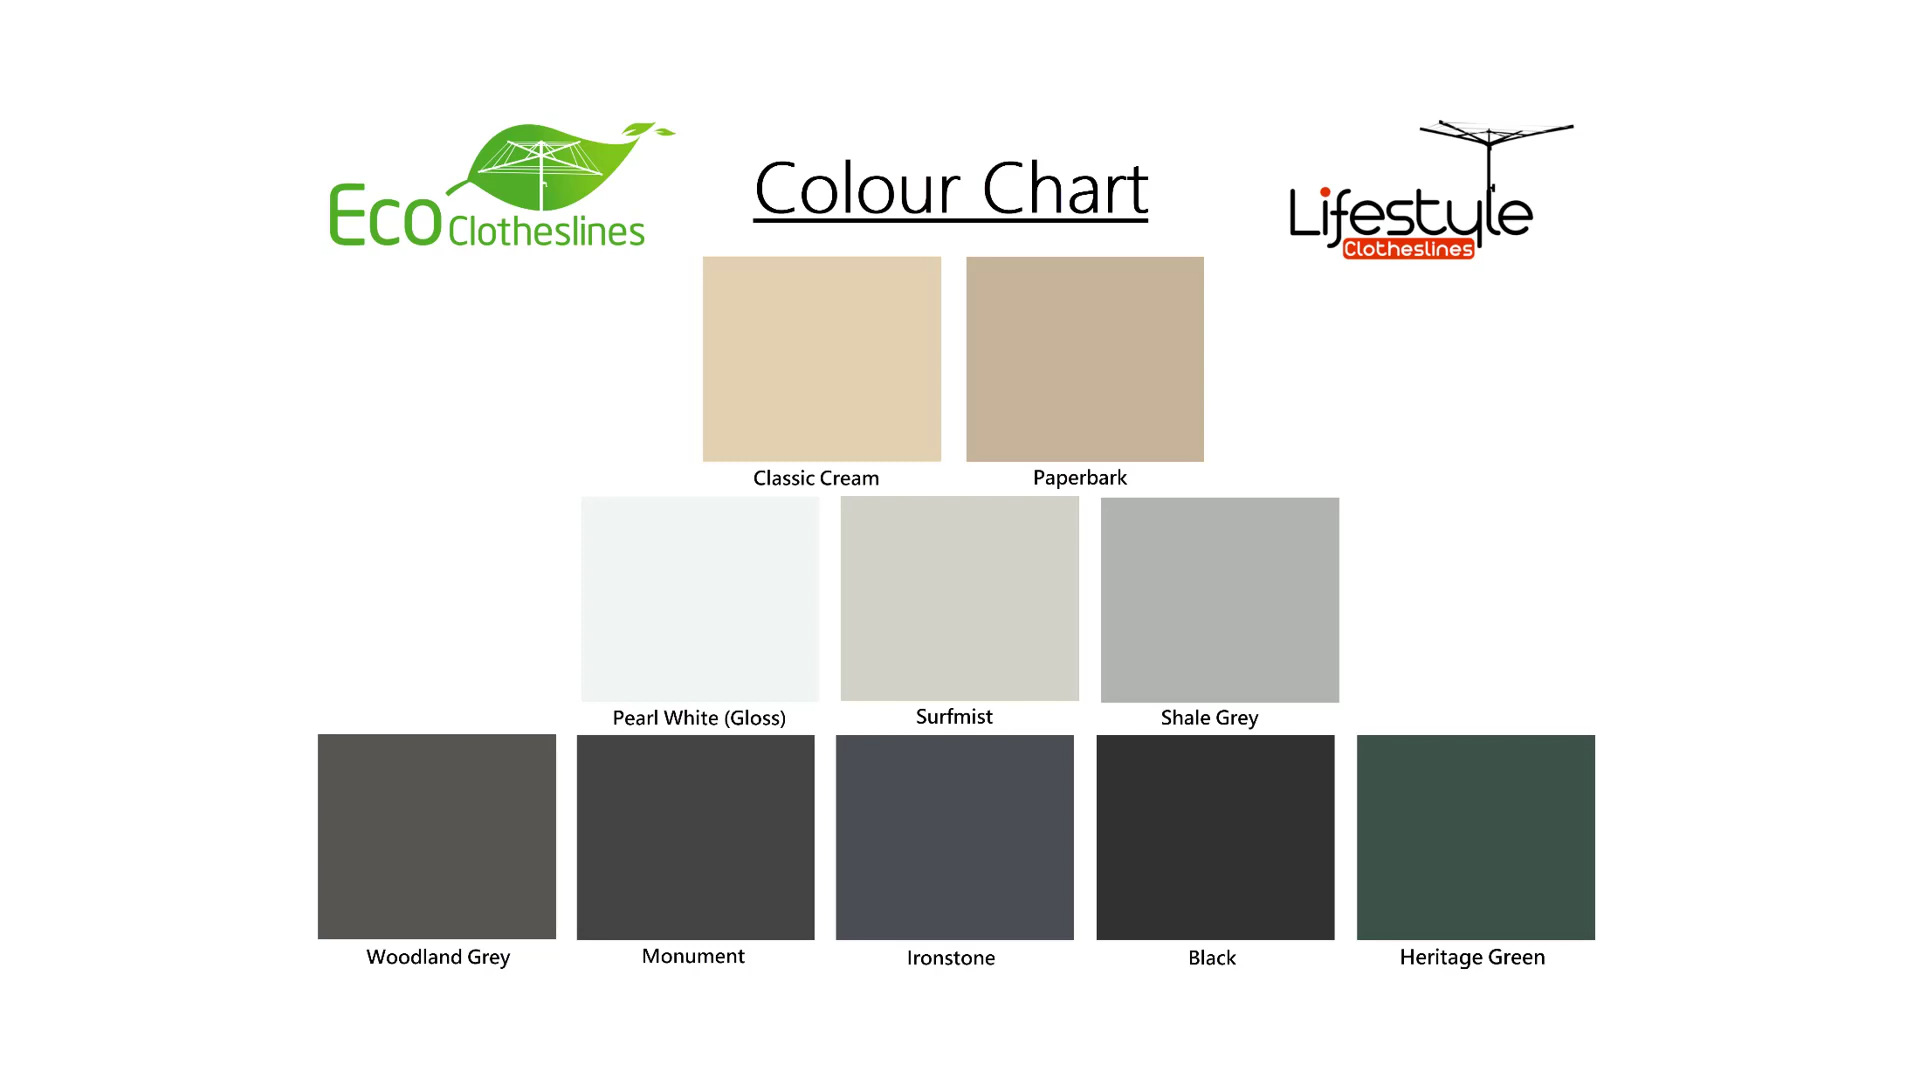 Eco Clotheslines
Colour Chart
Lifestyle
Clotheslines
Classic Cream
Paperbark
Pearl White (Gloss)
Surfmist
Shale Grey
Woodland Grey
Monument
Ironstone
Black
Heritage Green